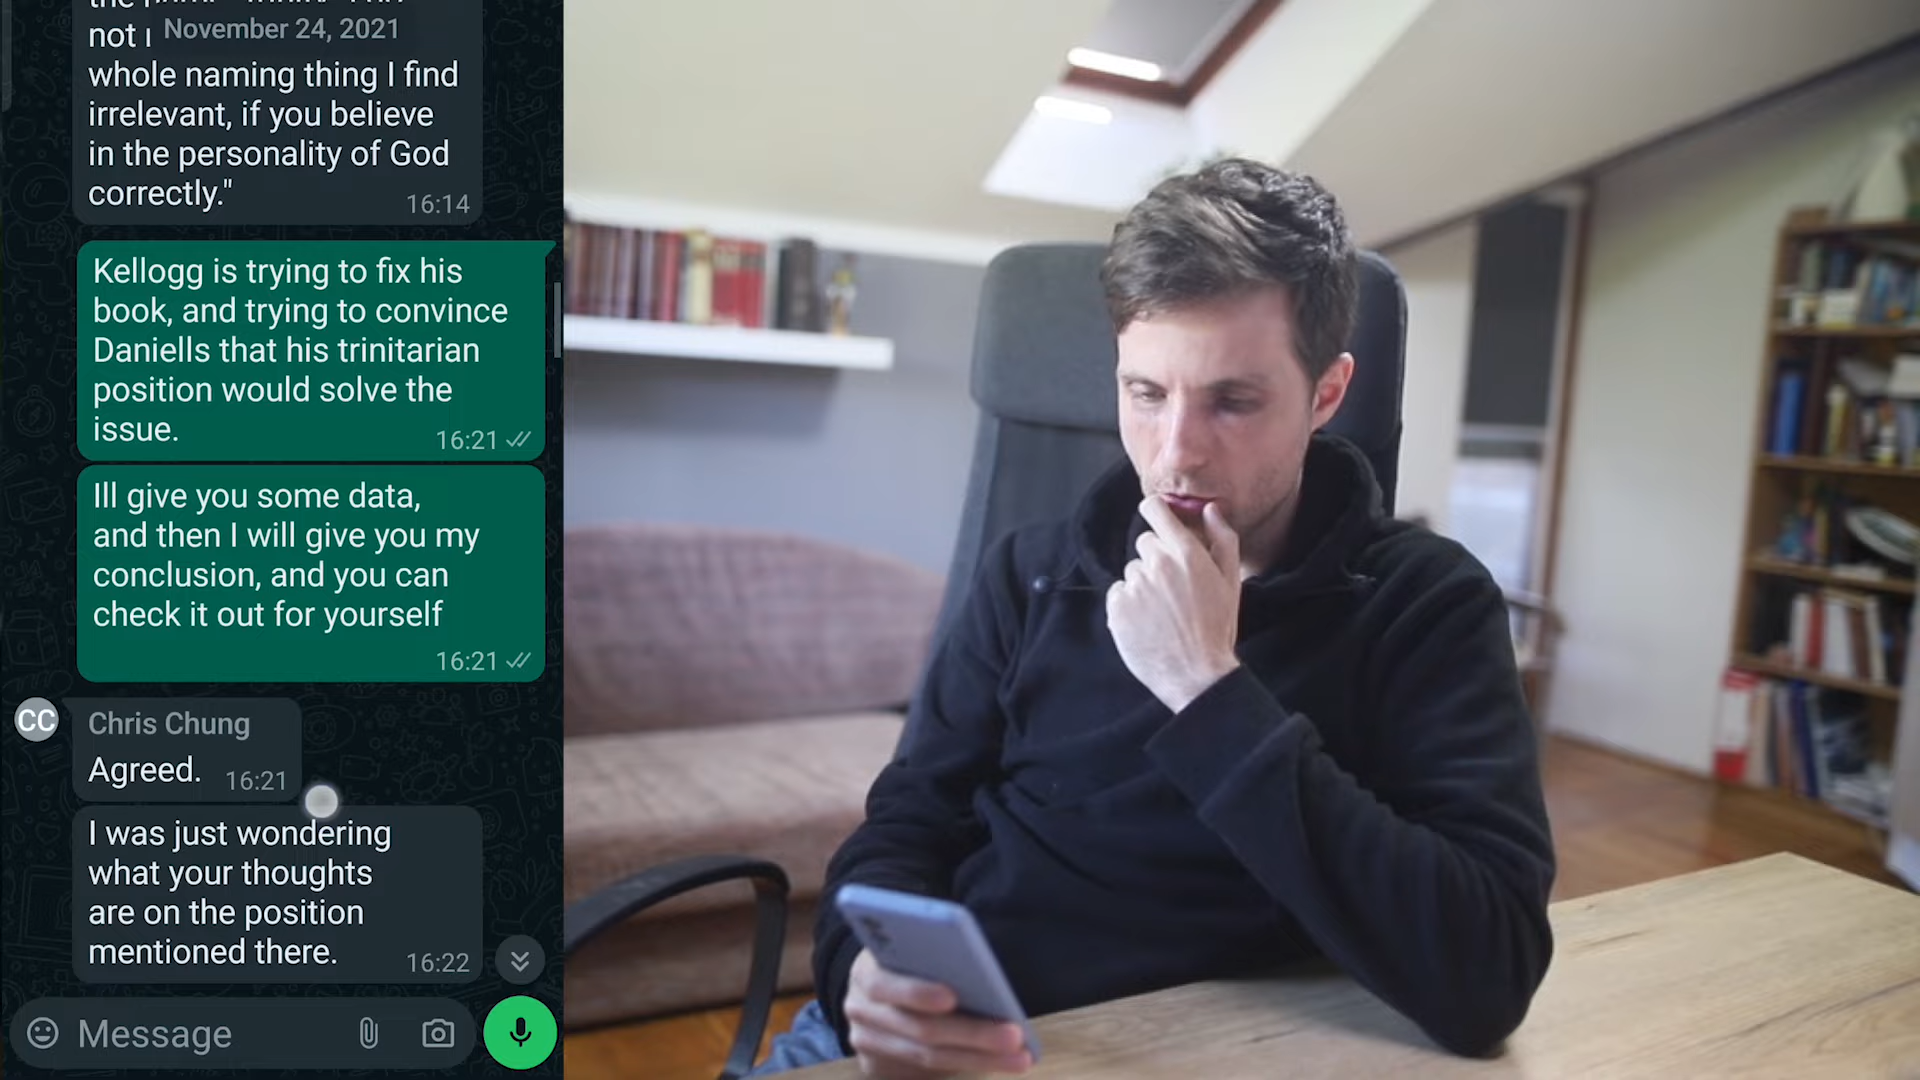 not
November 24, 2021
whole naming thing I find
irrelevant, if you believe
in the personality of God
correctly."
16:14
Kellogg is trying to fix his
book, and trying to convince
Daniells that his trinitarian
position would solve the
issue.
16:21
Ill give you some data,
and then I will give you my
conclusion, and you can
check it out for yourself
16:21
CC
Chris Chung
Agreed.
16:21
I was just wondering
what your thoughts
are on the position
mentioned there.
16:22
Message